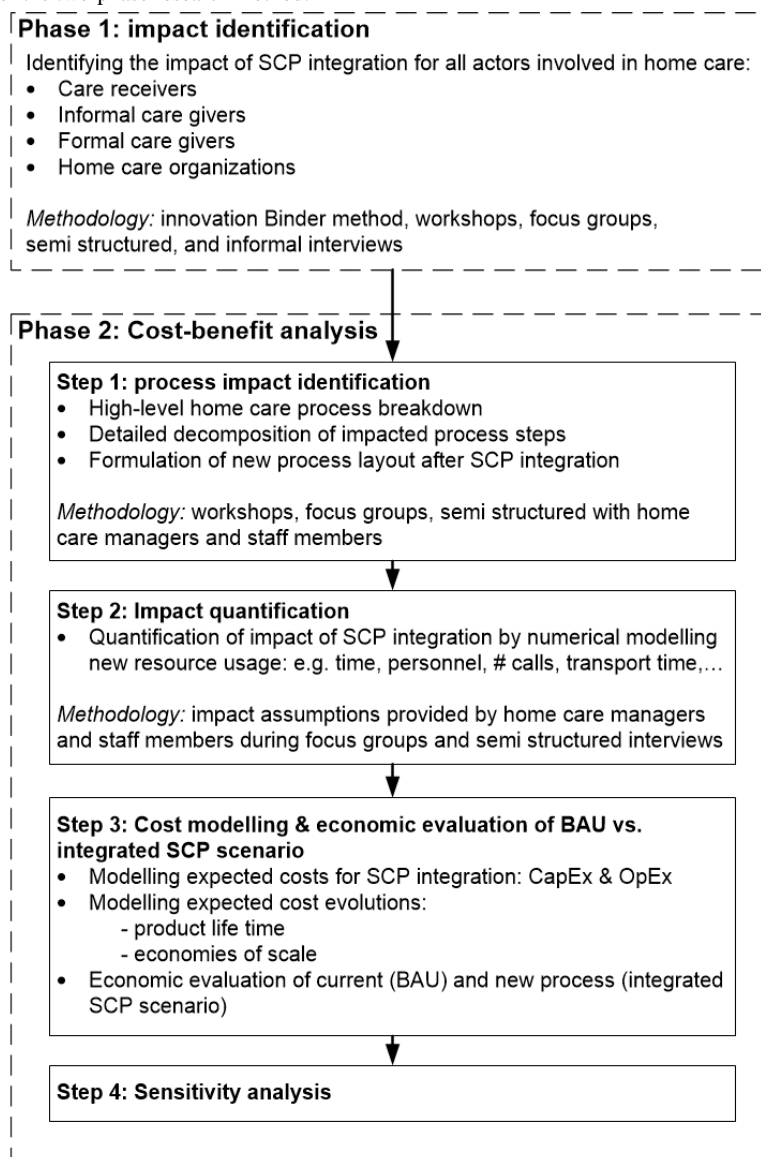 Phase 1: impact identification
Identifying the impact of SCP integration for all actors involved in home care:
• Care receivers
• Informal care givers
• Formal care givers
• Home care organizations
Methodology: innovation Binder method, workshops, focus groups,
semi structured, and informal interviews
Phase 2: Cost-benefit analysis
Step 1: process impact identification
• High-level home care process breakdown
• Detailed decomposition of impacted process steps
• Formulation of new process layout after SCP integration
Methodology: workshops, focus groups, semi structured with home
care managers and staff members
Step 2: Impact quantification
• Quantification of impact of SCP integration by numerical modelling
new resource usage: e.g. time, personnel, # calls, transport time,...
Methodology: impact assumptions provided by home care managers
and staff members during focus groups and semi structured interviews
Step 3: Cost modelling & economic evaluation of BAU vs.
integrated SCP scenario
• Modelling expected costs for SCP integration: CapEx & OpEx
• Modelling expected cost evolutions:
- product life time
- economies of scale
• Economic evaluation of current (BAU) and new process (integrated
SCP scenario)
Step 4: Sensitivity analysis